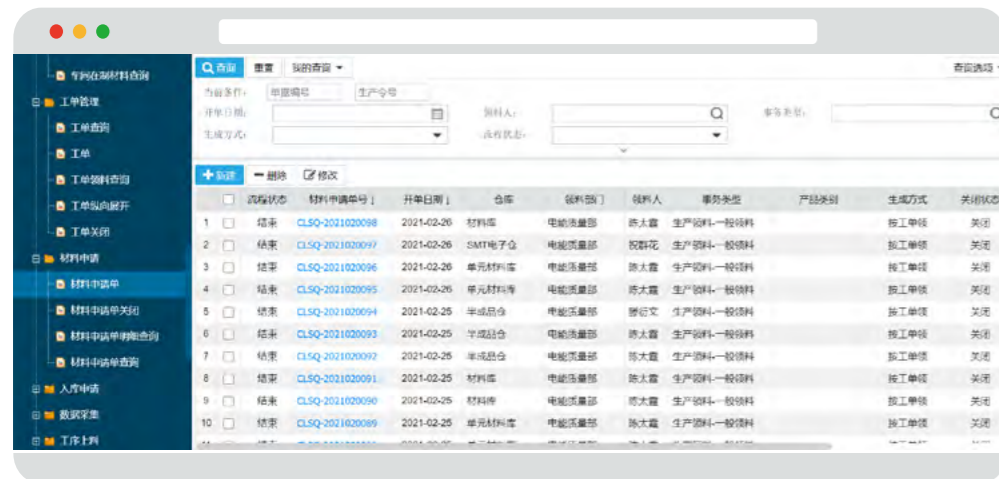 车间在制材料查询
工单管理
工单查询
工单
工单领料查询
工单纵向展开
工单关闭
材料申请
材料申请单
材料申请单关闭
材料申请单明细查询
材料申请单查询
入库申请
数据采集
工序上料
查询 重置 我的查询 查询选项
当前条件: 单据编号 生产令号
开单日期: 领料人: 事务类型:
生成方式: 流程状态:
新建 删除 修改
流程状态 材料申请单号↓ 开单日期↓ 仓库 领料部门 领料人 事务类型 产品类别 生成方式 关闭状态
1 结束 CLSQ-2021020098 2021-02-26 材料库 电能质量部 陈大霞 生产领料-一般领料 按工单领 关闭
2 结束 CLSQ-2021020097 2021-02-26 SMT电子仓 电能质量部 祝群花 生产领料-一般领料 按工单领 关闭
3 结束 CLSQ-2021020096 2021-02-26 单元材料库 电能质量部 陈大霞 生产领料-一般领料 按工单领 关闭
4 结束 CLSQ-2021020095 2021-02-26 单元材料库 电能质量部 陈大霞 生产领料-一般领料 按工单领 关闭
5 结束 CLSQ-2021020094 2021-02-25 半成品仓 电能质量部 生产领料-一般领料 按工单领 关闭
6 结束 CLSQ-2021020093 2021-02-25 半成品仓 电能质量部 陈大霞 生产领料-一般领料 按工单领 关闭
7 结束 CLSQ-2021020092 2021-02-25 半成品仓 电能质量部 陈大霞 生产领料-一般领料 按工单领 关闭
8 结束 CLSQ-2021020091 2021-02-25 材料库 电能质量部 陈大霞 生产领料-一般领料 按工单领 关闭
9 结束 CLSQ-2021020090 2021-02-25 材料库 电能质量部 陈大霞 生产领料-一般领料 按工单领 关闭
10 结束 CLSQ-2021020089 2021-02-25 单元材料库 电能质量部 陈大霞 生产领料-一般领料 按工单领 关闭